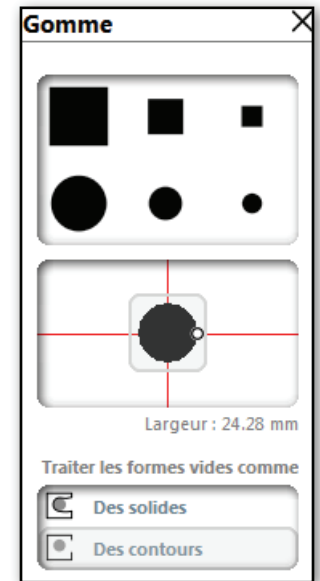 Gomme
Largeur : 24.28 mm
Traiter les formes vides comme
Des solides
Des contours